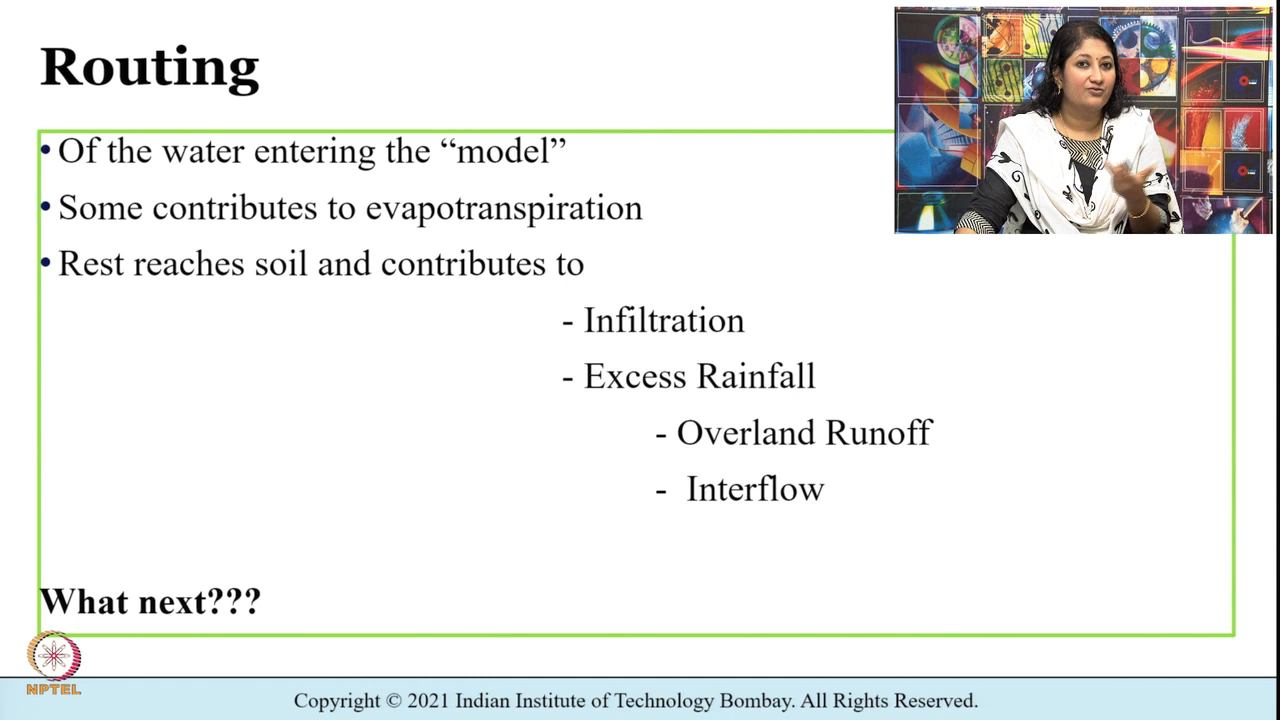 Routing
• Of the water entering the “model”
• Some contributes to evapotranspiration
• Rest reaches soil and contributes to
- Infiltration
- Excess Rainfall
- Overland Runoff
- Interflow
What next???
NPTEL
Copyright © 2021 Indian Institute of Technology Bombay. All Rights Reserved.